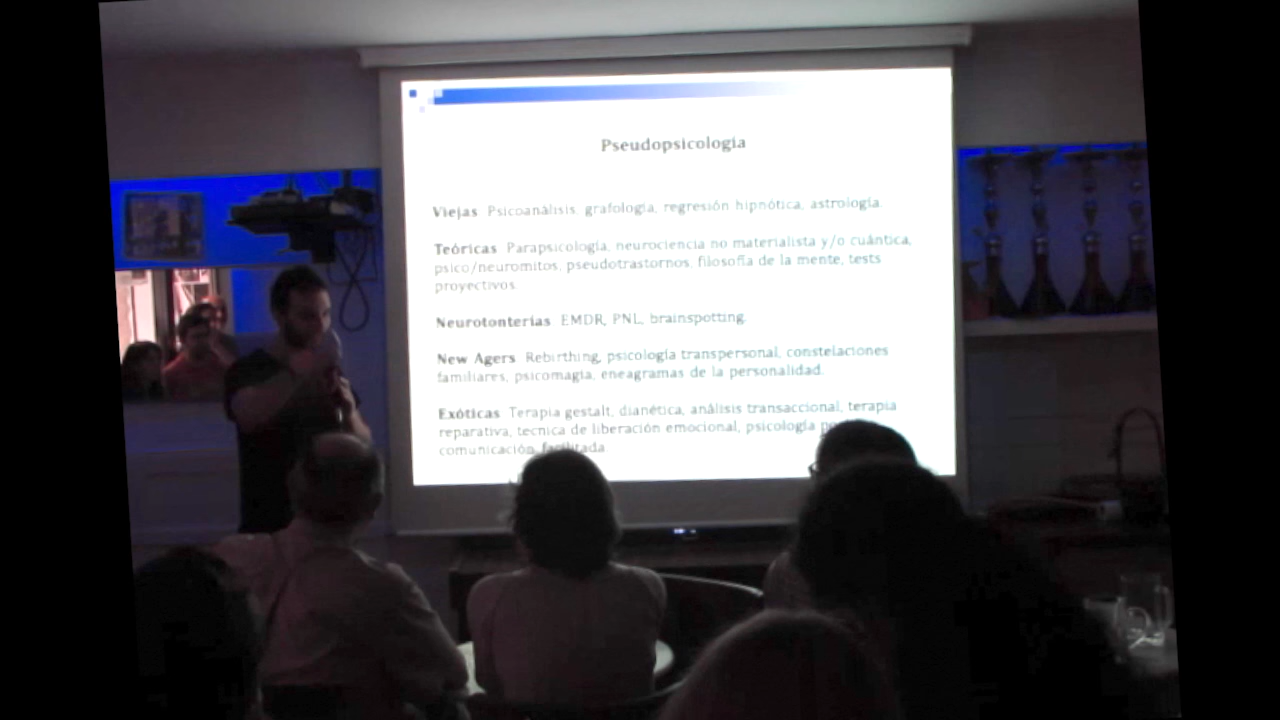 Pseudopsicología
Viejas Psicoanálisis, grafología, regresión hipnótica, astrología.
Teóricas Parapsicología, neurociencia no materialista y/o cuántica,
psico/neuromitos, pseudotrastornos, filosofía de la mente, tests
proyectivos.
Neurotonterías EMDR, PNL, brainspotting.
New Agers Rebirthing, psicología transpersonal, constelaciones
familiares, psicomagia, eneagramas de la personalidad.
Exóticas Terapia gestalt, dianética, análisis transaccional, terapia
reparativa, tecnica de liberación emocional, psicología
comunicación facilitada